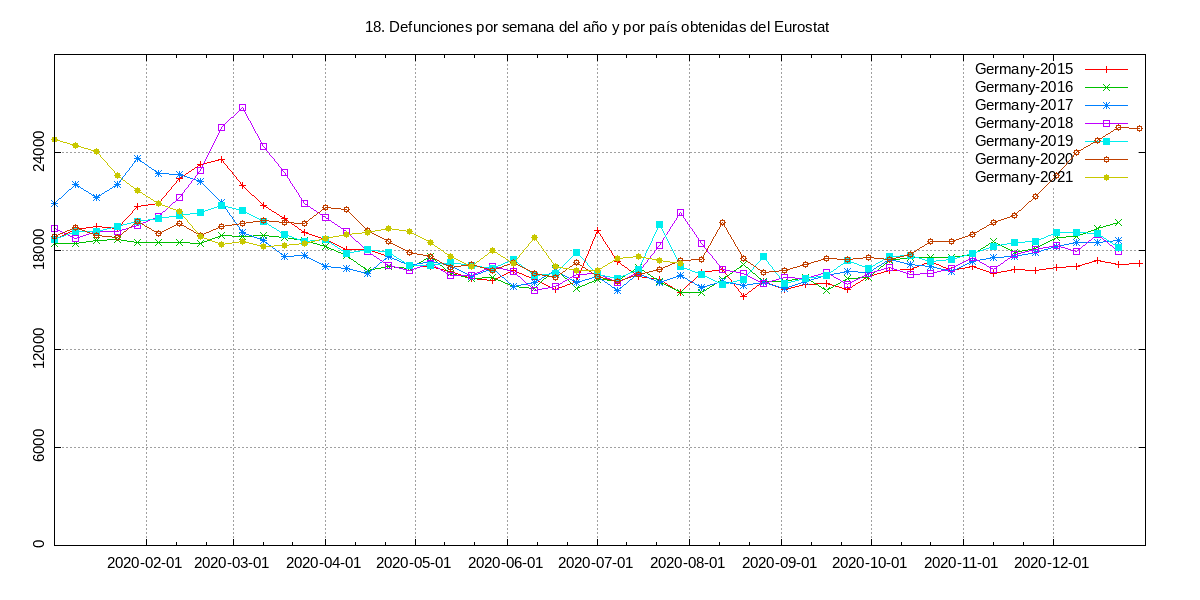 18. Defunciones por semana del año y por país obtenidas del Eurostat
Germany-2015
Germany-2016
Germany-2017
Germany-2018
Germany-2019
Germany-2020
Germany-2021
24000
18000
12000
6000
0
2020-02-01 2020-03-01 2020-04-01 2020-05-01 2020-06-01 2020-07-01 2020-08-01 2020-09-01 2020-10-01 2020-11-01 2020-12-01